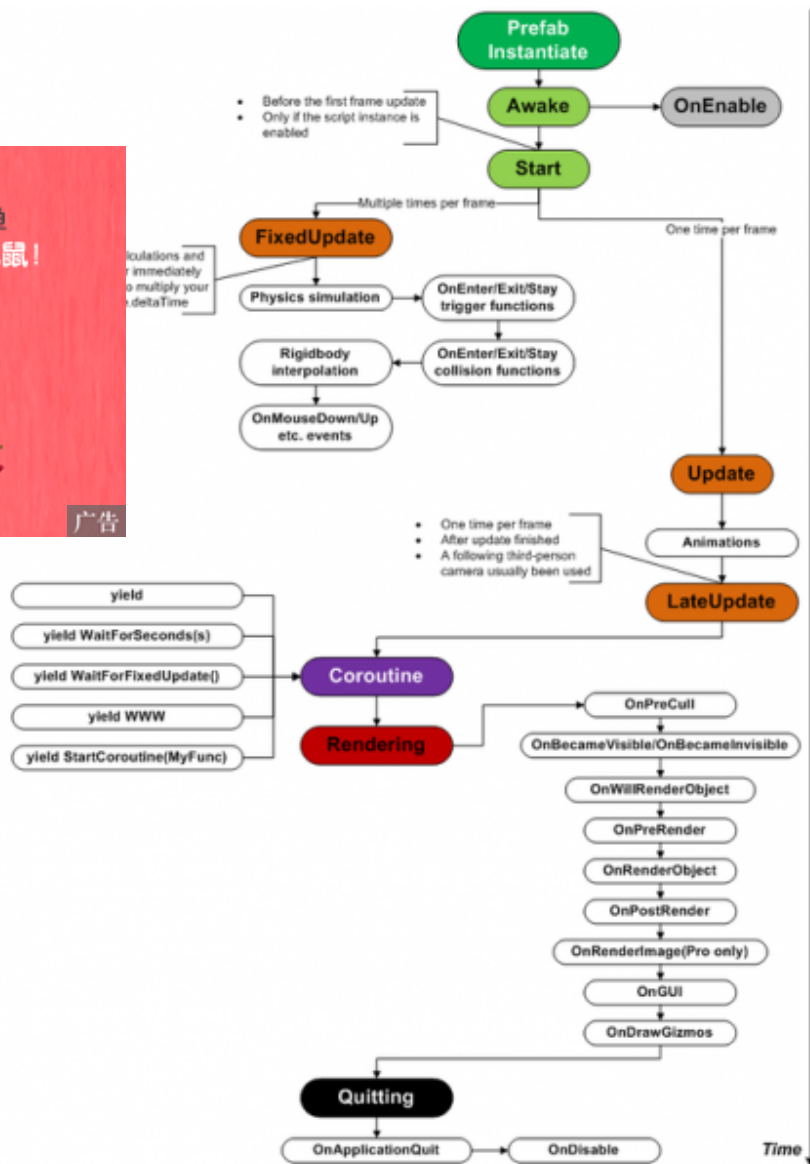 Prefab
Instantiate
Before the first frame update
Only if the script instance is
enabled
Awake
OnEnable
Start
Multiple times per frame
One time per frame
FixedUpdate
鼠!
and
immediately
to multiply your
.deltaTime
Physics simulation
OnEnter/Exit/Stay
trigger functions
Rigidbody
interpolation
OnEnter/Exit/Stay
collision functions
OnMouseDown/Up
etc. events
Update
广告
One time per frame
After update finished
A following third-person
camera usually been used
Animations
LateUpdate
yield
yield WaitForSeconds(s)
yield WaitForFixedUpdate()
yield WWW
yield StartCoroutine(MyFunc)
Coroutine
Rendering
OnPreCull
OnBecameVisible/OnBecameInvisible
OnWillRenderObject
OnPreRender
OnRenderObject
OnPostRender
OnRenderImage(Pro only)
OnGUI
OnDrawGizmos
Quitting
OnApplicationQuit
OnDisable
Time